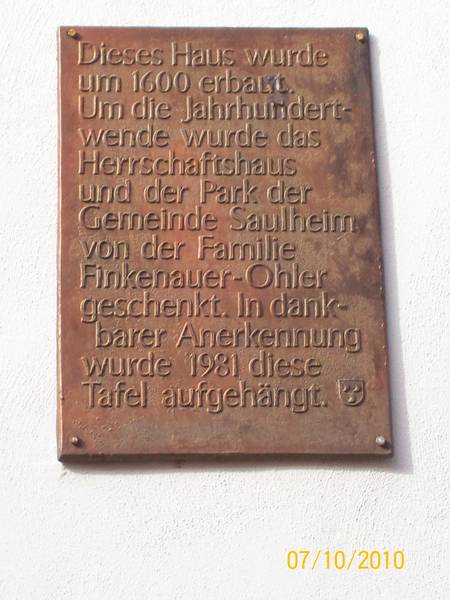 Dieses Haus wurde
um 1600 erbaut.
Um die Jahrhundert-
wende wurde das
Herrschaftshaus
und der Park der
Gemeinde Saulheim
von der Familie
Finkenauer-Ohler
geschenkt. In dank-
barer Anerkennung
wurde 1981 diese
Tafel aufgehängt.
07/10/2010